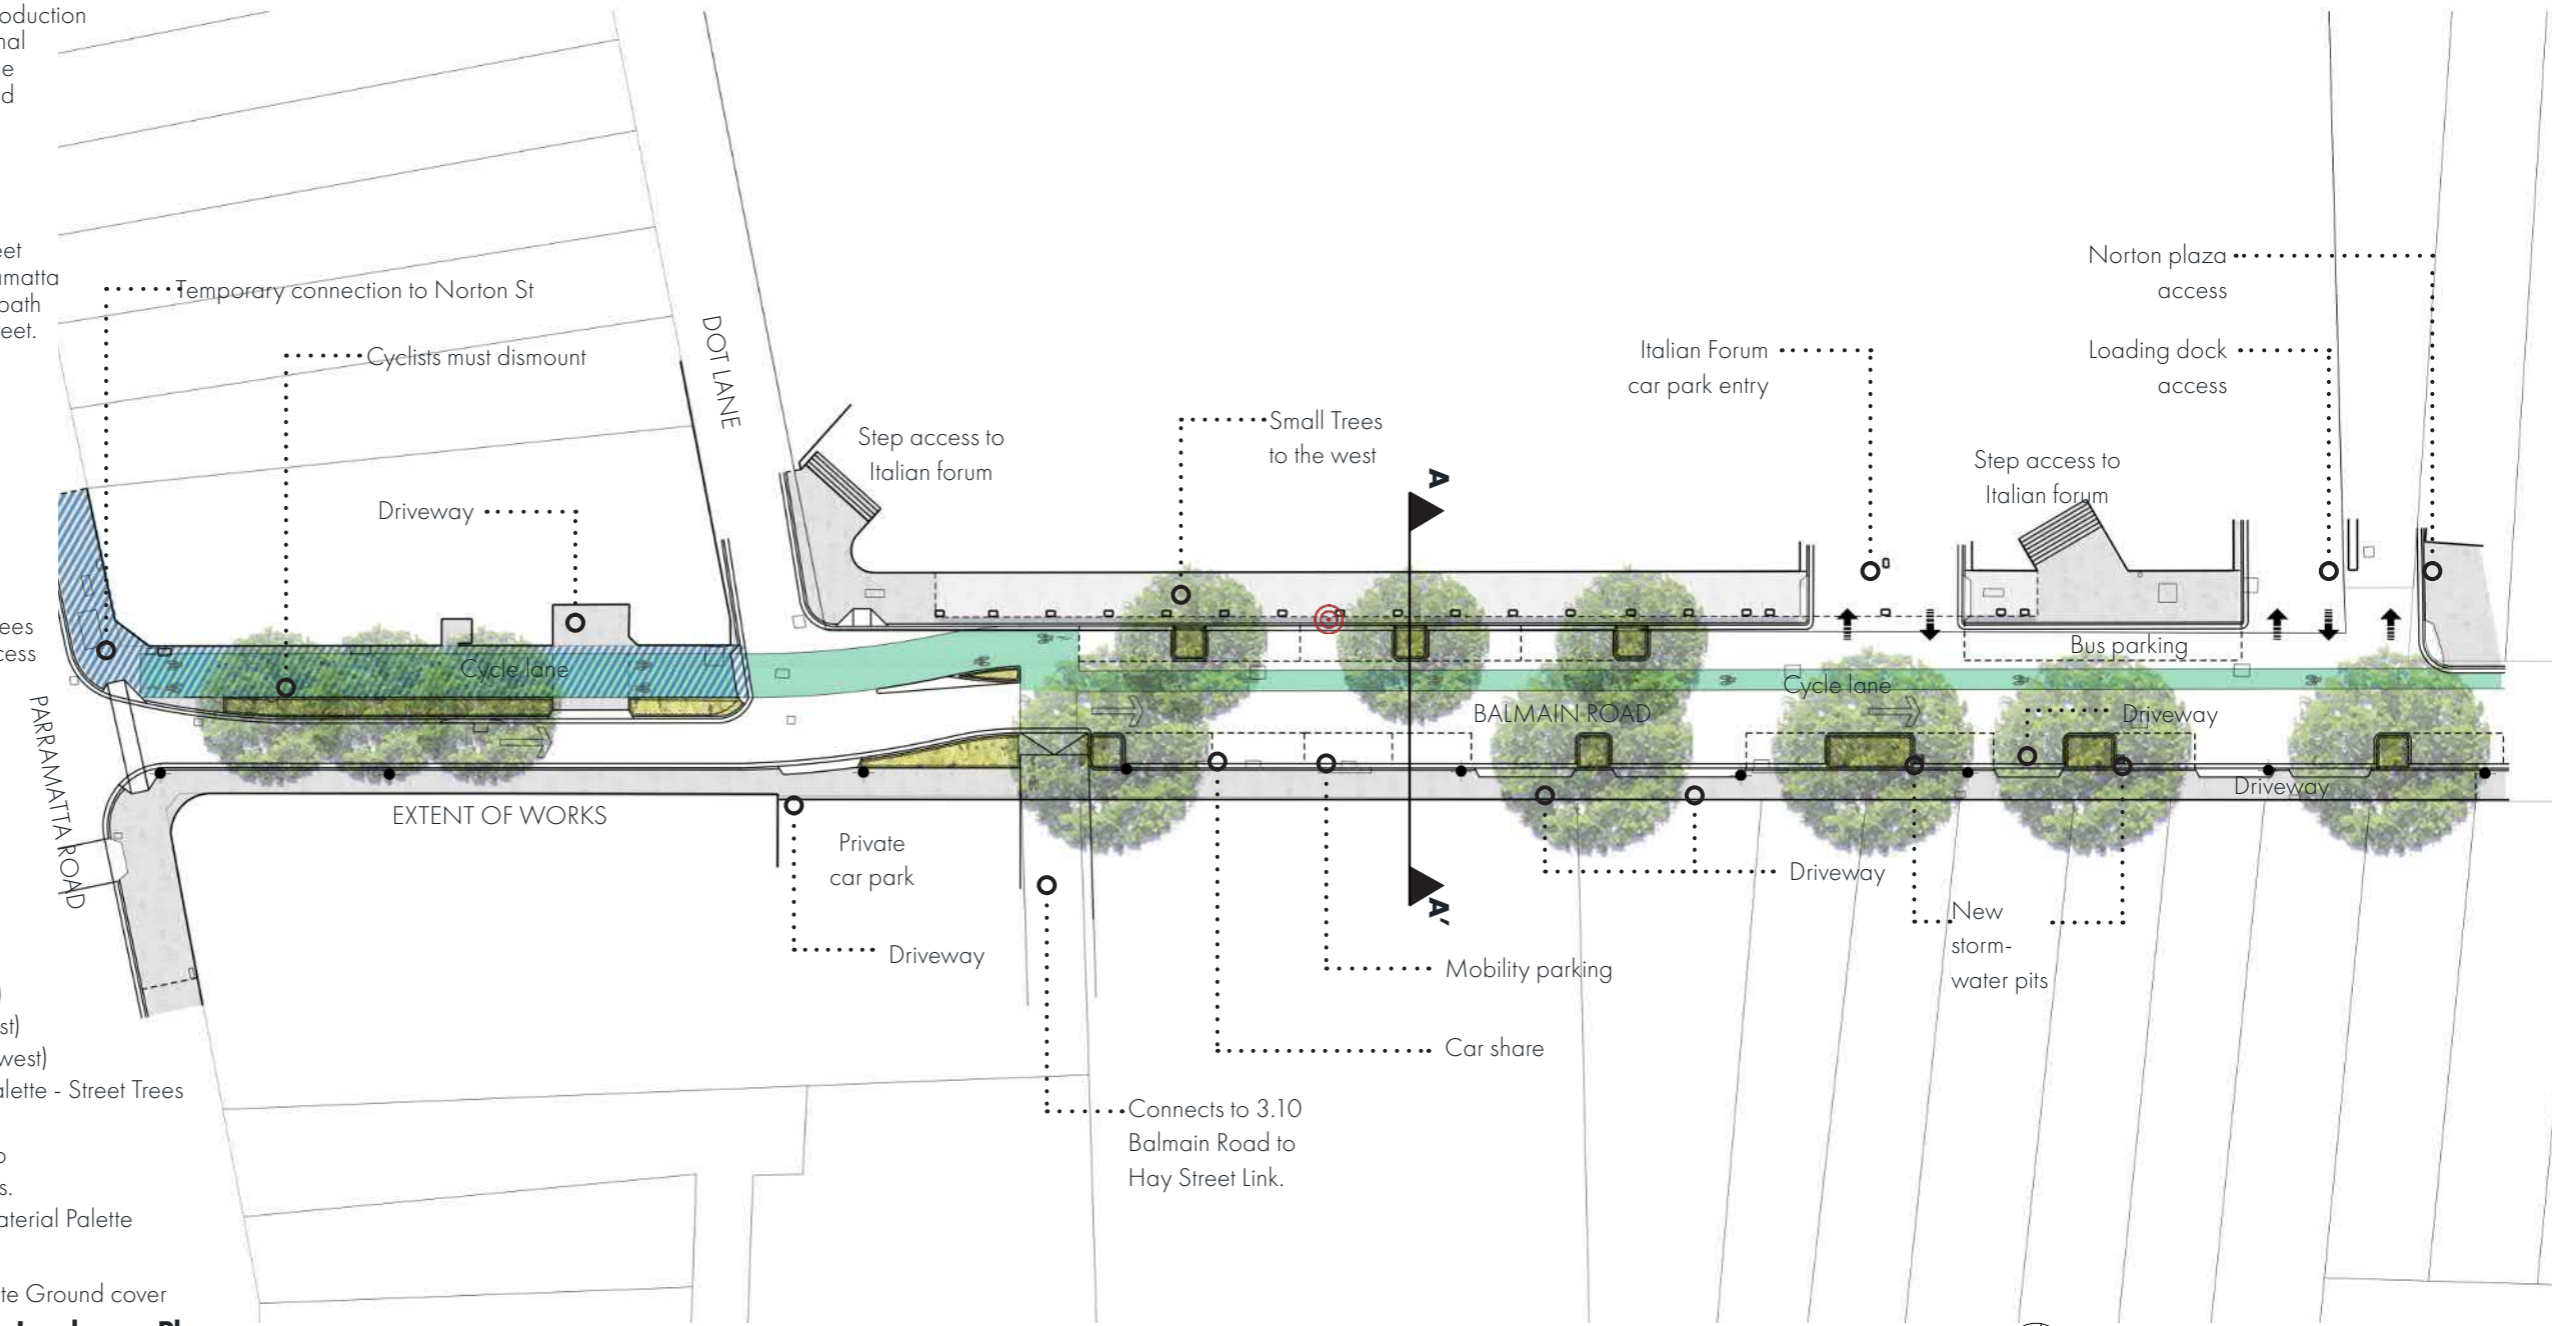 nal
e
d
eet
oath
reet.
ees
cess
st)
west)
alette - Street Trees
s.
aterial Palette
te Ground cover
Temporary connection to Norton St
Cyclists must dismount
Driveway
Cycle lane
PARRAMATTA ROAD
EXTENT OF WORKS
DOT LANE
Step access to
Italian forum
Small Trees
to the west
A
Italian Forum
car park entry
Step access to
Italian forum
Norton plaza
access
Loading dock
access
Bus parking
Cycle lane
BALMAIN ROAD
Driveway
Driveway
Private
car park
Driveway
A'
Driveway
New
storm-
water pits
Mobility parking
Car share
Connects to 3.10
Balmain Road to
Hay Street Link.